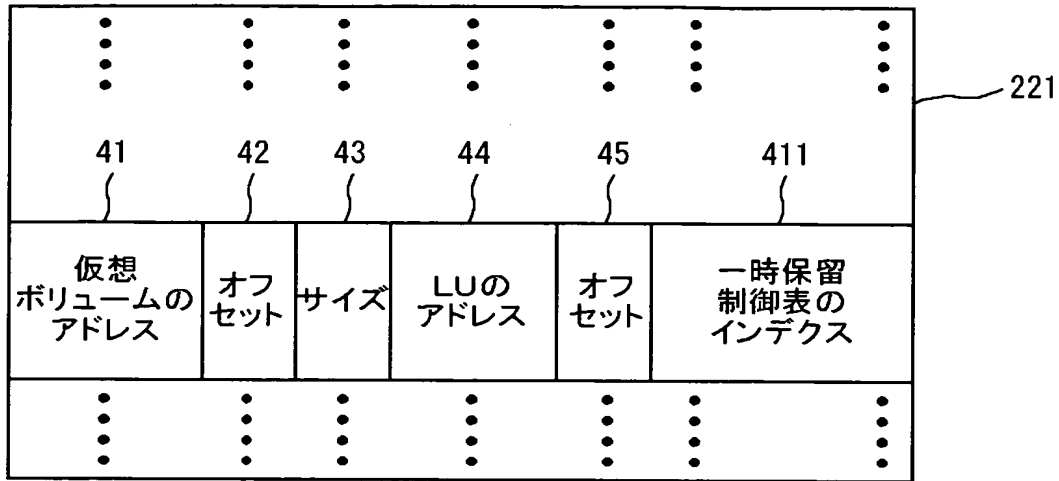 221
41 42 43 44 45 411
仮想 オフ サイズ LUの オフ 一時保留
ボリュームの セット アドレス セット 制御表の
アドレス インデクス